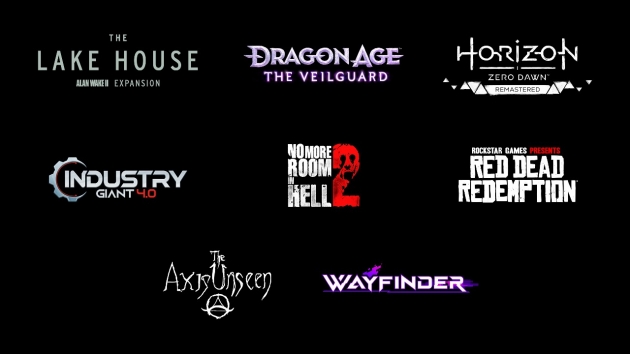 THE
LAKE HOUSE
ALAN WAKE II EXPANSION
DRAGON AGE
THE VEILGUARD
HORIZON
ZERO DAWN™
REMASTERED
INDUSTRY
GIANT 4.0
NO MORE
ROOM
IN
HELL
2
ROCKSTAR GAMES PRESENTS
RED DEAD
REDEMPTION
The
Axis Unseen
WAYFINDER